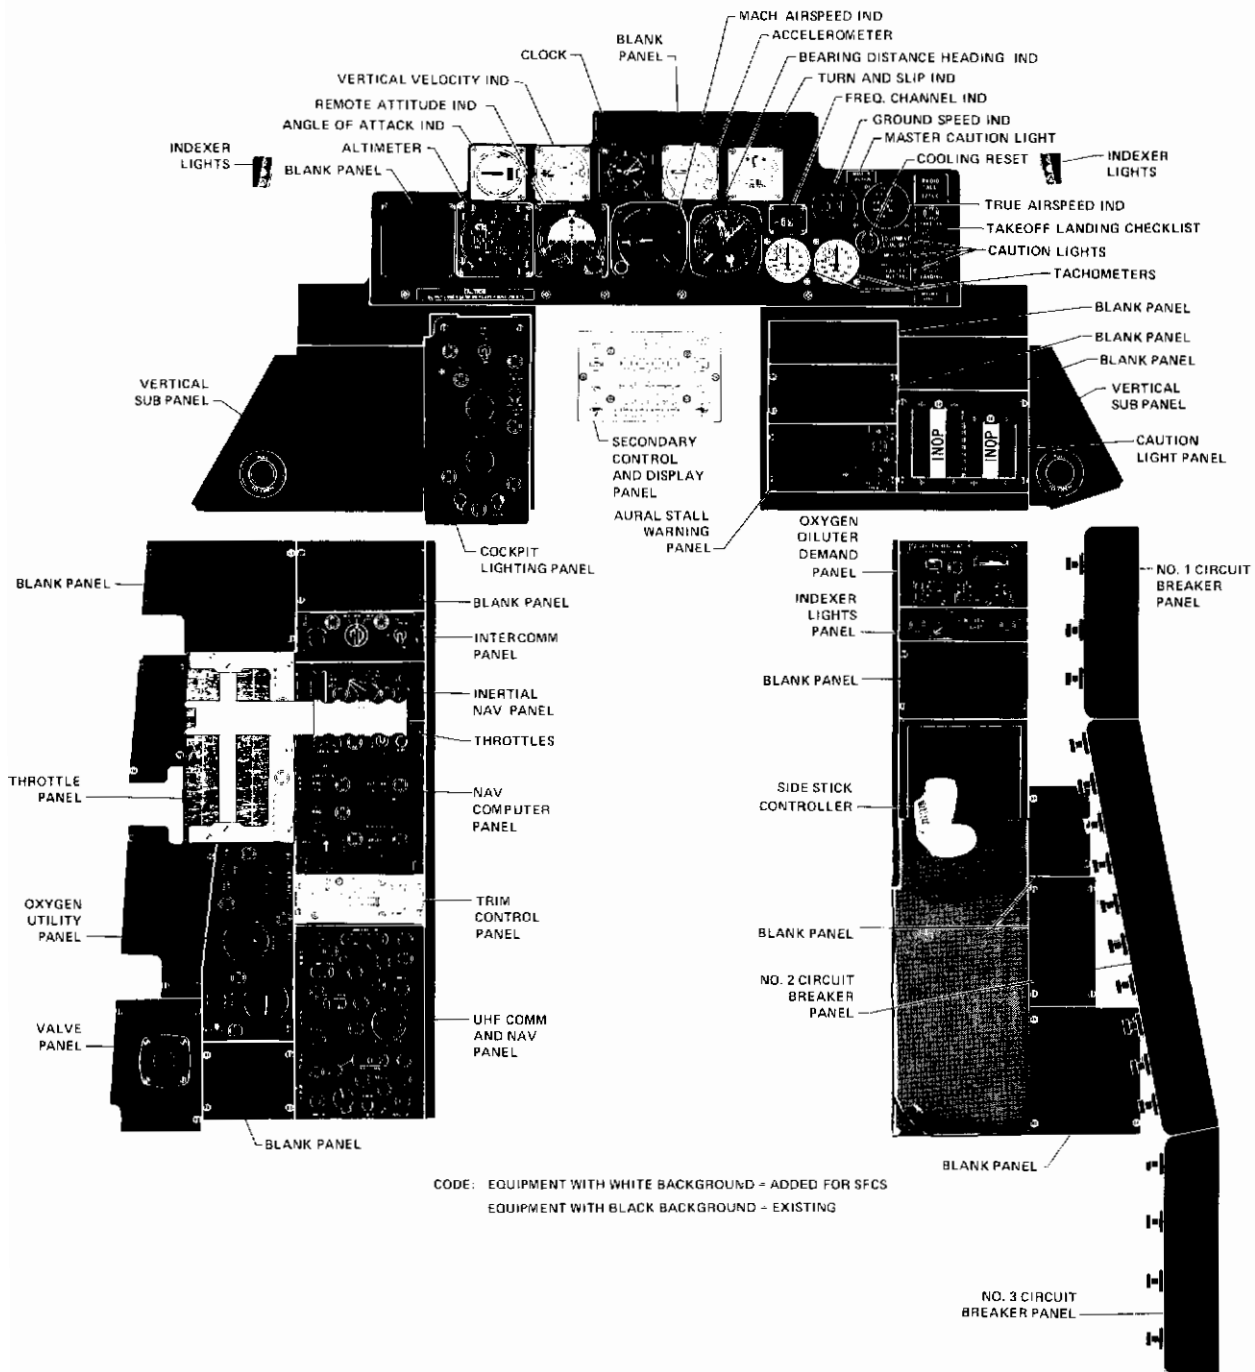 MACH AIRSPEED IND
ACCELEROMETER
BEARING DISTANCE HEADING IND
TURN AND SLIP IND
FREQ. CHANNEL IND
GROUND SPEED IND
MASTER CAUTION LIGHT
COOLING RESET
BLANK
PANEL
CLOCK
VERTICAL VELOCITY IND
REMOTE ATTITUDE IND
ANGLE OF ATTACK IND
ALTIMETER
BLANK PANEL
INDEXER
LIGHTS
INDEXER
LIGHTS
TRUE AIRSPEED IND
TAKEOFF LANDING CHECKLIST
CAUTION LIGHTS
TACHOMETERS
BLANK PANEL
BLANK PANEL
BLANK PANEL
VERTICAL
SUB PANEL
VERTICAL
SUB PANEL
INOP
INOP
CAUTION
LIGHT PANEL
SECONDARY
CONTROL
AND DISPLAY
PANEL
AURAL STALL
WARNING
PANEL
COCKPIT
LIGHTING PANEL
OXYGEN
DILUTER
DEMAND
PANEL
INDEXER
LIGHTS
PANEL
BLANK PANEL
NO. 1 CIRCUIT
BREAKER
PANEL
BLANK PANEL
BLANK PANEL
INTERCOMM
PANEL
INERTIAL
NAV PANEL
THROTTLES
THROTTLE
PANEL
NAV
COMPUTER
PANEL
SIDE STICK
CONTROLLER
OXYGEN
UTILITY
PANEL
TRIM
CONTROL
PANEL
BLANK PANEL
NO. 2 CIRCUIT
BREAKER
PANEL
VALVE
PANEL
UHF COMM
AND NAV
PANEL
BLANK PANEL
BLANK PANEL
CODE: EQUIPMENT WITH WHITE BACKGROUND = ADDED FOR SFCS
EQUIPMENT WITH BLACK BACKGROUND = EXISTING
NO. 3 CIRCUIT
BREAKER PANEL